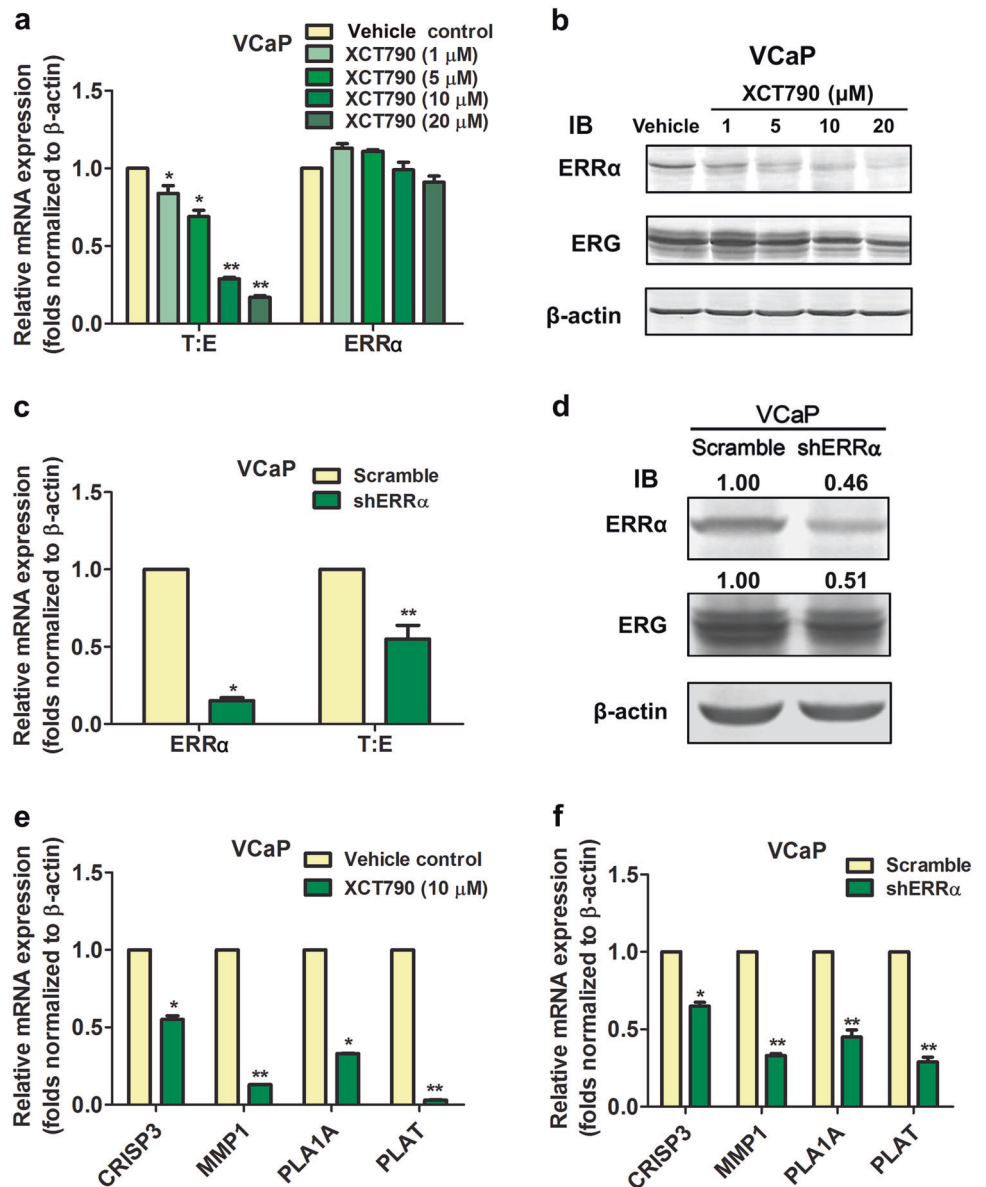 a
VCaP
Vehicle control
XCT790 (1 μM)
XCT790 (5 μM)
XCT790 (10 μM)
XCT790 (20 μM)
Relative mRNA expression
(folds normalized to β-actin)
1.5
1.0
0.5
0.0
* * ** **
T:E ERRα
b
VCaP
XCT790 (μM)
IB Vehicle 1 5 10 20
ERRα
ERG
β-actin
c
VCaP
Scramble
shERRα
Relative mRNA expression
(folds normalized to β-actin)
1.5
1.0
0.5
0.0
* **
ERRα T:E
d
VCaP
Scramble shERRα
IB 1.00 0.46
ERRα
1.00 0.51
ERG
β-actin
e
VCaP
Vehicle control
XCT790 (10 μM)
Relative mRNA expression
(folds normalized to β-actin)
1.5
1.0
0.5
0.0
* ** * **
CRISP3 MMP1 PLA1A PLAT
f
VCaP
Scramble
shERRα
Relative mRNA expression
(folds normalized to β-actin)
1.5
1.0
0.5
0.0
* ** ** **
CRISP3 MMP1 PLA1A PLAT